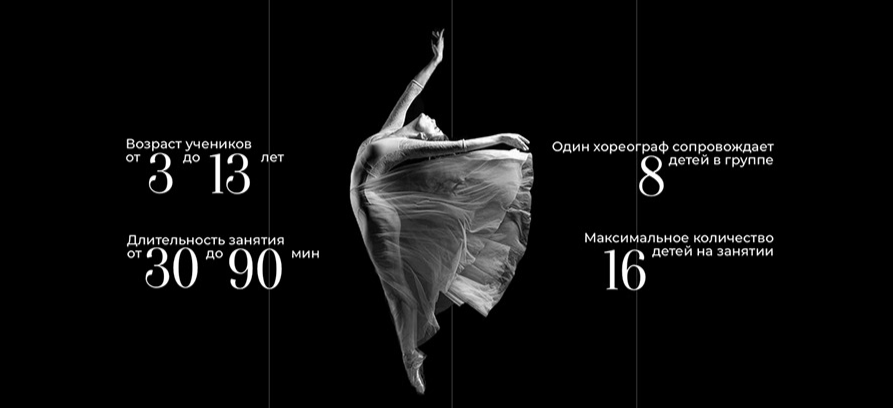 Возраст учеников
от 3 до 13 лет
Длительность занятия
от 30 до 90 мин
Один хореограф сопровождает
8 детей в группе
Максимальное количество
16 детей на занятии